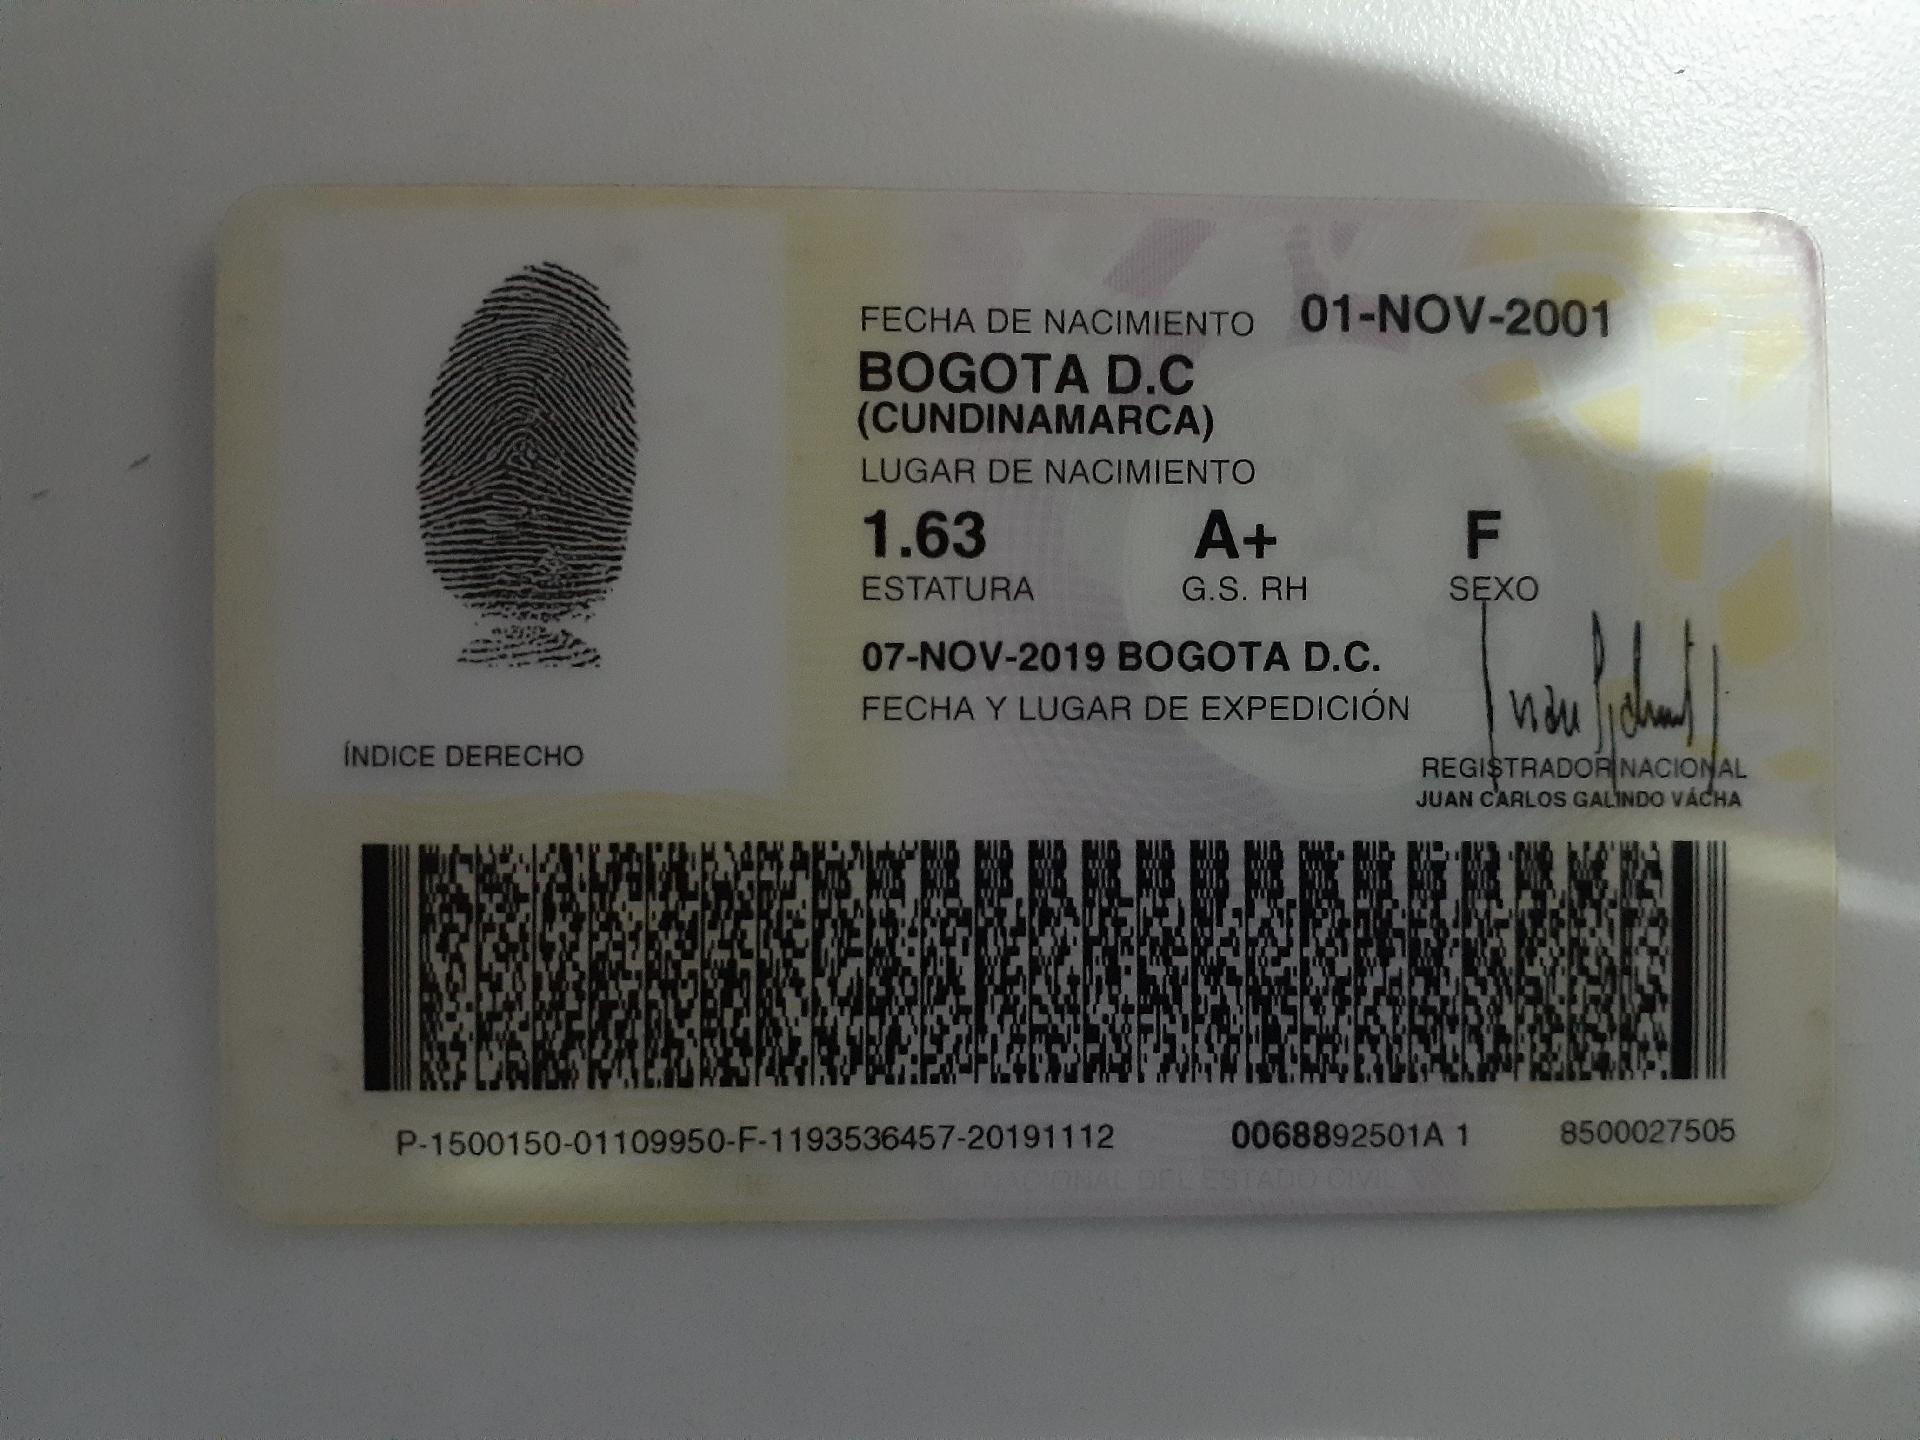 FECHA DE NACIMIENTO 01-NOV-2001
BOGOTA D.C
(CUNDINAMARCA)
LUGAR DE NACIMIENTO
1.63 A+ F
ESTATURA G.S. RH SEXO
07-NOV-2019 BOGOTA D.C.
FECHA Y LUGAR DE EXPEDICIÓN
ÍNDICE DERECHO
REGISTRADOR NACIONAL
JUAN CARLOS GALINDO VÁCHA
P-1500150-01109950-F-1193536457-20191112 0068892501A 1 8500027505
NACIONAL DEL ESTADO CIVIL